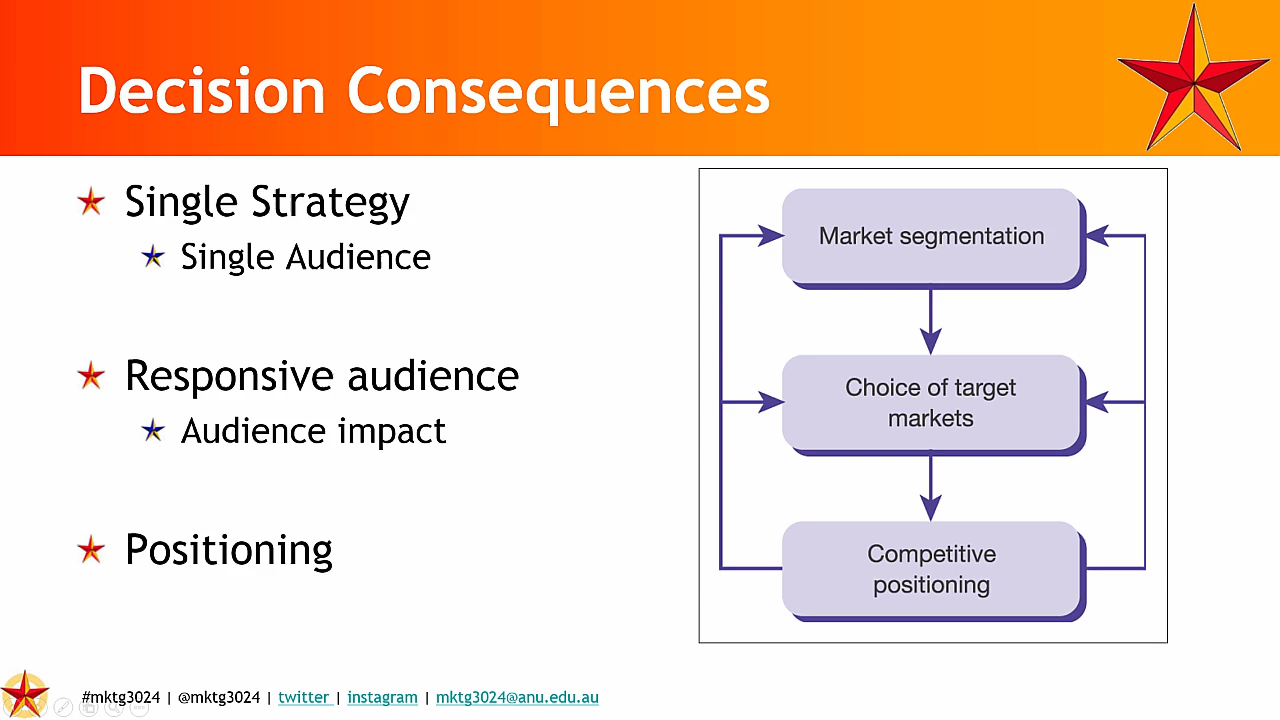 Decision Consequences
Single Strategy
Single Audience
Responsive audience
Audience impact
Positioning
Market segmentation
Choice of target
markets
Competitive
positioning
#mktg3024 | @mktg3024 | twitter | instagram | mktg3024@anu.edu.au